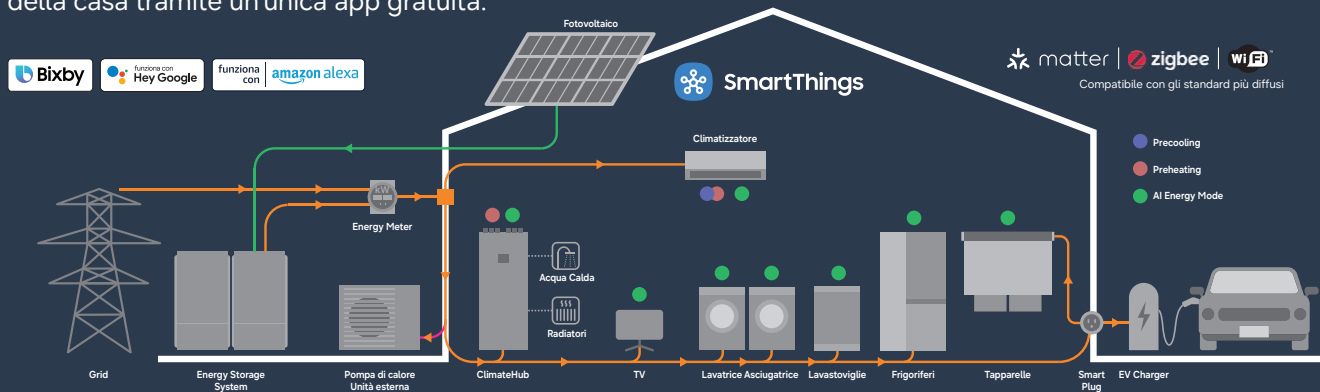 della casa tramite un'unica app gratuita.
Fotovoltaico
Bixby
funziona con
Hey Google
funziona
con
amazon alexa
SmartThings
matter
zigbee
WiFi
Compatibile con gli standard più diffusi
Climatizzatore
Precooling
Preheating
AI Energy Mode
kW
Energy Meter
Acqua Calda
Radiatori
Grid
Energy Storage
System
Pompa di calore
Unità esterna
ClimateHub
TV
Lavatrice
Asciugatrice
Lavastoviglie
Frigoriferi
Tapparelle
Smart
Plug
EV Charger